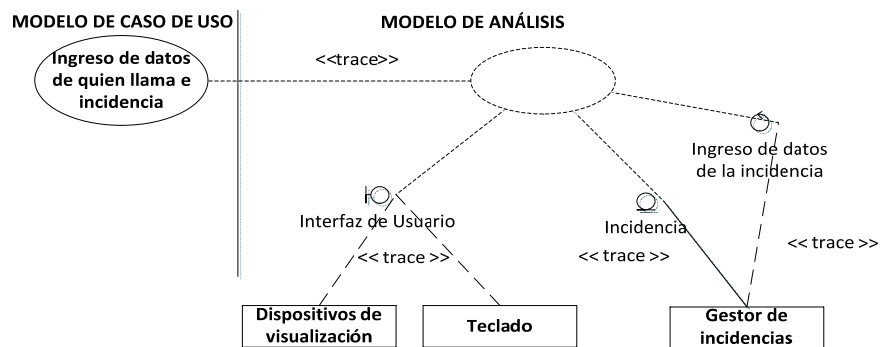 MODELO DE CASO DE USO
MODELO DE ANÁLISIS
Ingreso de datos
de quien llama e
incidencia
<<trace>>
Ingreso de datos
de la incidencia
Interfaz de Usuario
Incidencia
<< trace >>
<< trace >>
<< trace >>
Dispositivos de
visualización
Teclado
Gestor de
incidencias